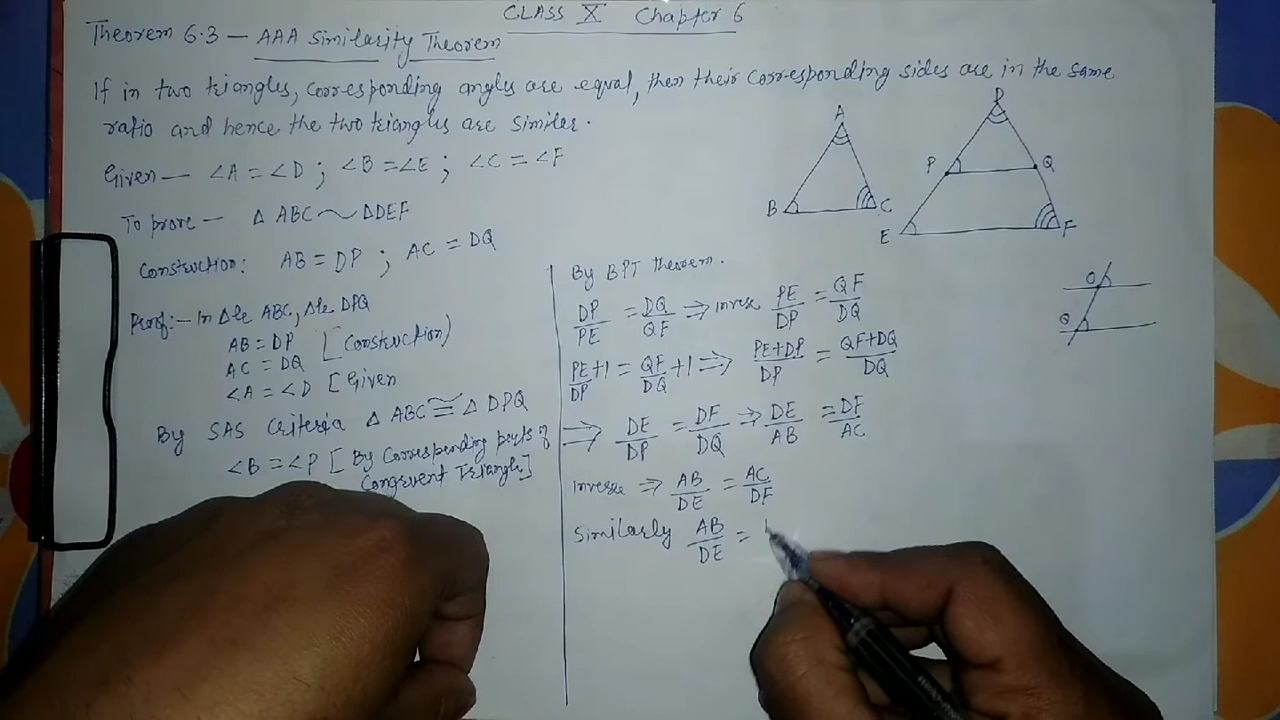 CLASS X Chapter 6
Theorem 6.3 — AAA Similarity Theorem
If in two triangles, corresponding angles are equal, then their corresponding sides are in the same
ratio and hence the two triangles are similar.
Given — ∠A = ∠D ; ∠B = ∠E ; ∠C = ∠F
To prove — Δ ABC ~ ΔDEF
Construction: AB = DP ; AC = DQ
Proof:- In Δle ABC, Δle DPQ
AB = DP [Construction)
AC = DQ
∠A = ∠D [Given
By SAS Criteria Δ ABC ≅ Δ DPQ
∠B = ∠P [By Corresponding parts of
Congruent Triangle]
By BPT theorem.
DP/PE = DQ/QF ⇒ inverse PE/DP = QF/DQ
PE/DP + 1 = QF/DQ + 1 ⇒ PE+DP/DP = QF+DQ/DQ
⇒ DE/DP = DF/DQ ⇒ DE/AB = DF/AC
inverse ⇒ AB/DE = AC/DF
Similarly AB/DE =
A
B
C
D
P
Q
E
F